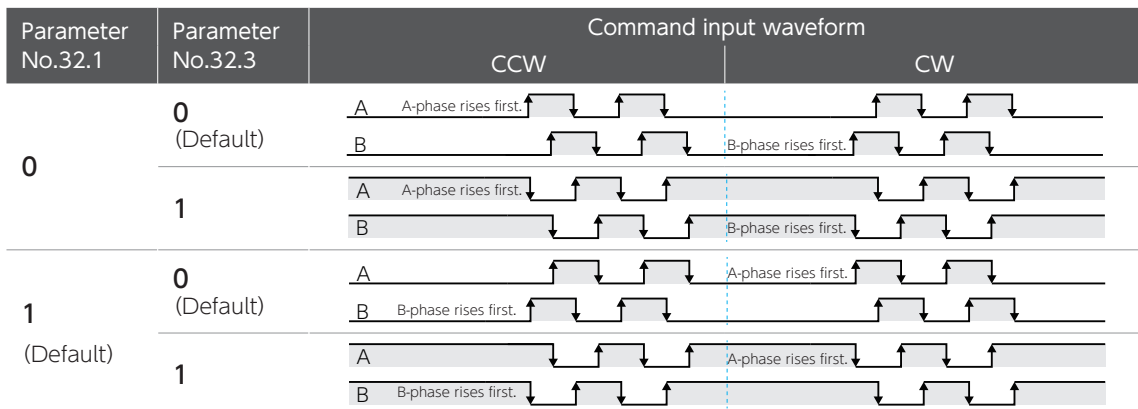 Parameter No.32.1
Parameter No.32.3
Command input waveform
CCW
CW
0
0
(Default)
A
A-phase rises first.
B
B-phase rises first.
1
A
A-phase rises first.
B
B-phase rises first.
1
(Default)
0
(Default)
A
A-phase rises first.
B
B-phase rises first.
1
A
A-phase rises first.
B
B-phase rises first.